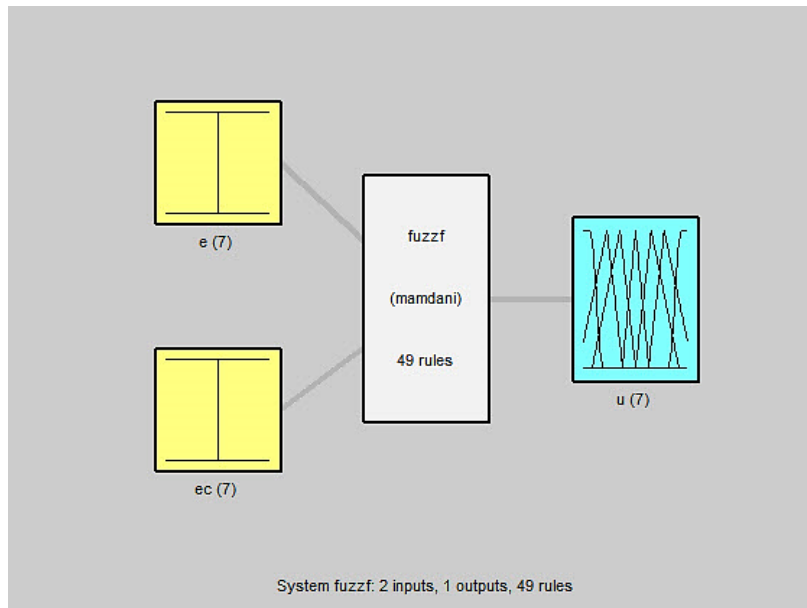 e (7)
fuzzf
(mamdani)
49 rules
u (7)
ec (7)
System fuzzf: 2 inputs, 1 outputs, 49 rules